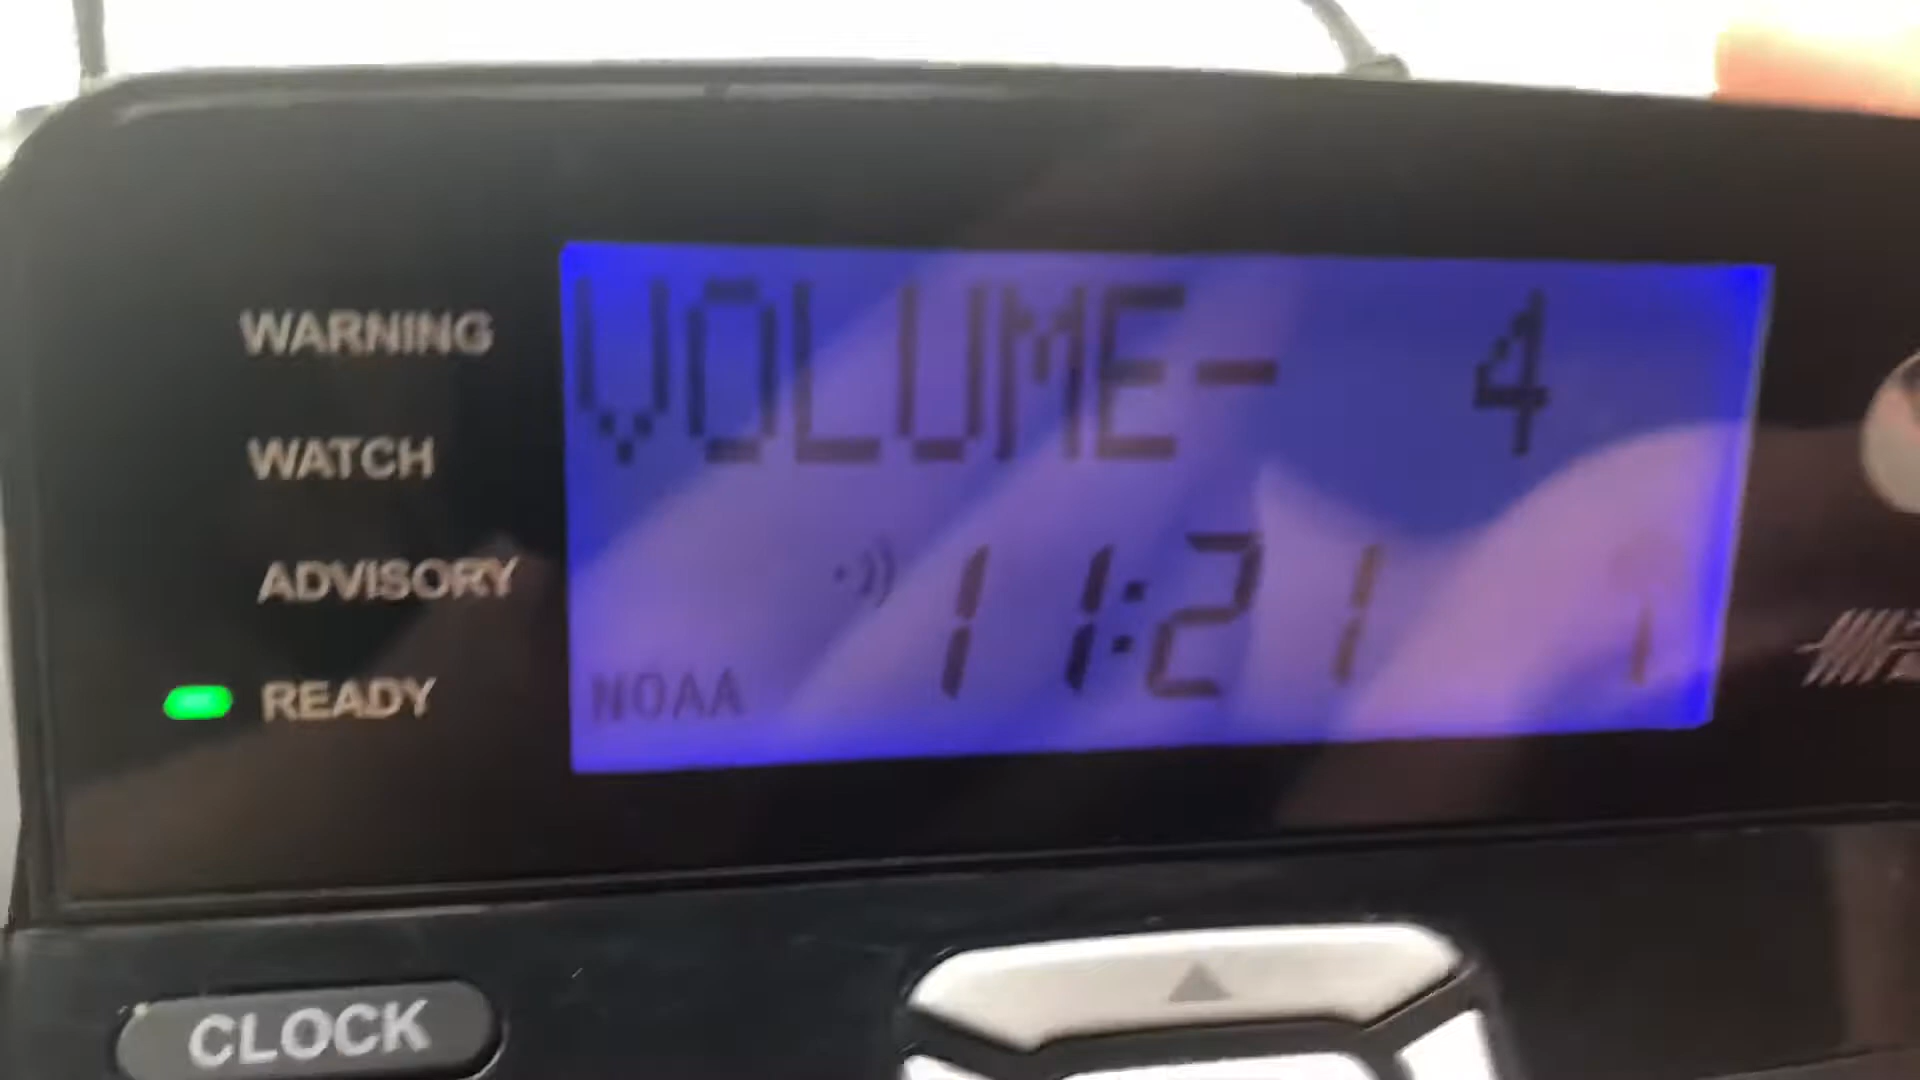 WARNING
WATCH
ADVISORY
READY
VOLUME- 4
11:21
NOAA
CLOCK